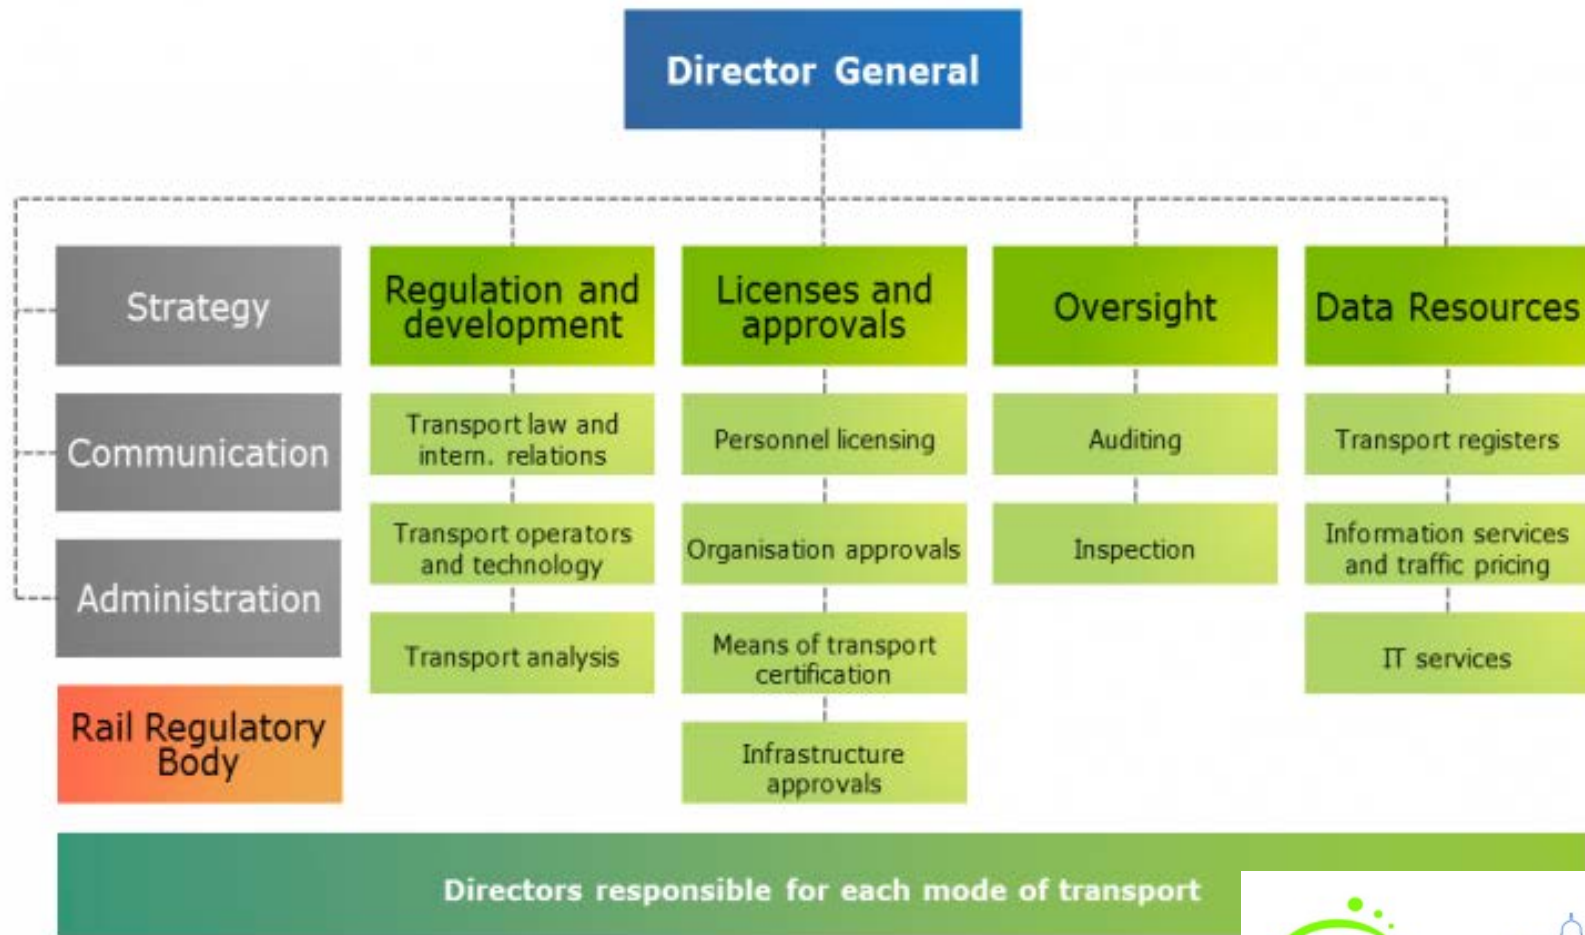 Director General
Strategy
Communication
Administration
Rail Regulatory
Body
Regulation and
development
Transport law and
intern. relations
Transport operators
and technology
Transport analysis
Licenses and
approvals
Personnel licensing
Organisation approvals
Means of transport
certification
Infrastructure
approvals
Oversight
Auditing
Inspection
Data Resources
Transport registers
Information services
and traffic pricing
IT services
Directors responsible for each mode of transport